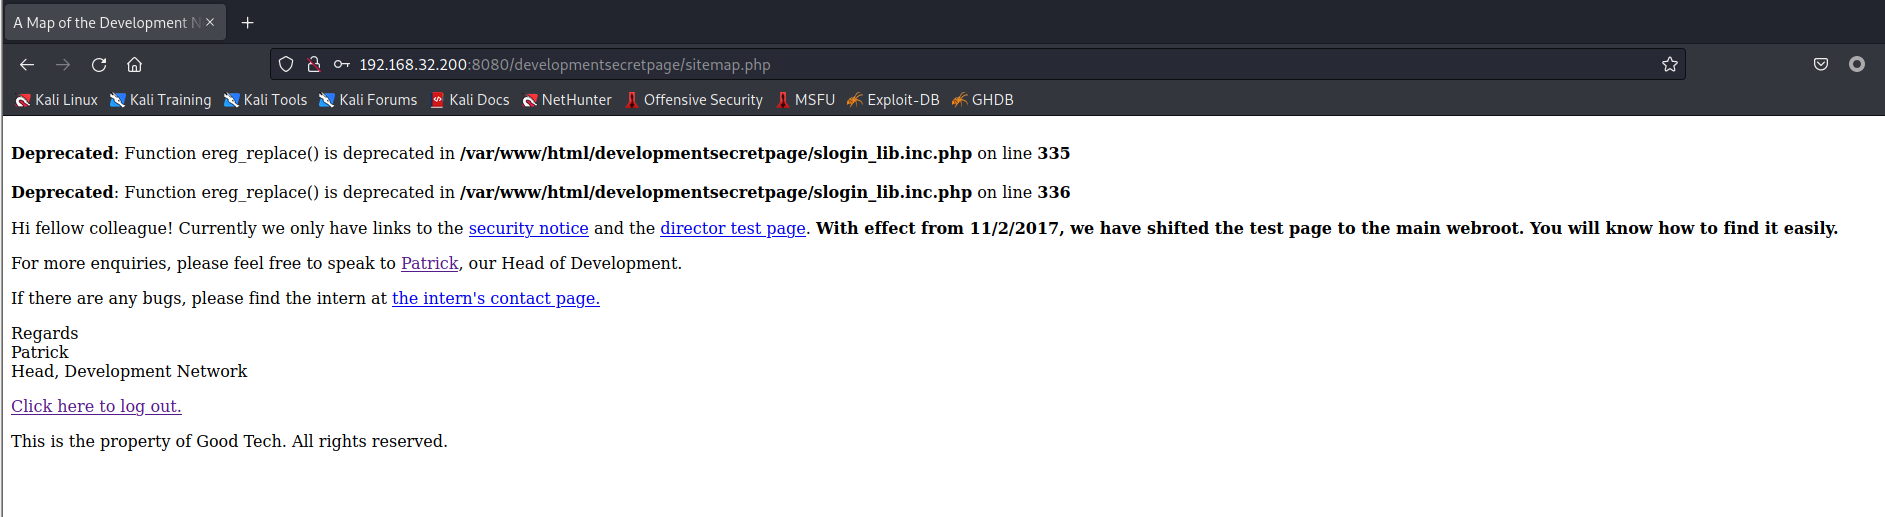 A Map of the Development N
192.168.32.200:8080/developmentsecretpage/sitemap.php
Kali Linux Kali Training Kali Tools Kali Forums Kali Docs NetHunter Offensive Security MSFU Exploit-DB GHDB
Deprecated: Function ereg_replace() is deprecated in /var/www/html/developmentsecretpage/slogin_lib.inc.php on line 335
Deprecated: Function ereg_replace() is deprecated in /var/www/html/developmentsecretpage/slogin_lib.inc.php on line 336
Hi fellow colleague! Currently we only have links to the security notice and the director test page. With effect from 11/2/2017, we have shifted the test page to the main webroot. You will know how to find it easily.
For more enquiries, please feel free to speak to Patrick, our Head of Development.
If there are any bugs, please find the intern at the intern's contact page.
Regards
Patrick
Head, Development Network
Click here to log out.
This is the property of Good Tech. All rights reserved.